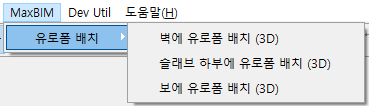 MaxBIM Dev Util 도움말(H)
유로폼 배치
벽에 유로폼 배치 (3D)
슬래브 하부에 유로폼 배치 (3D)
보에 유로폼 배치 (3D)